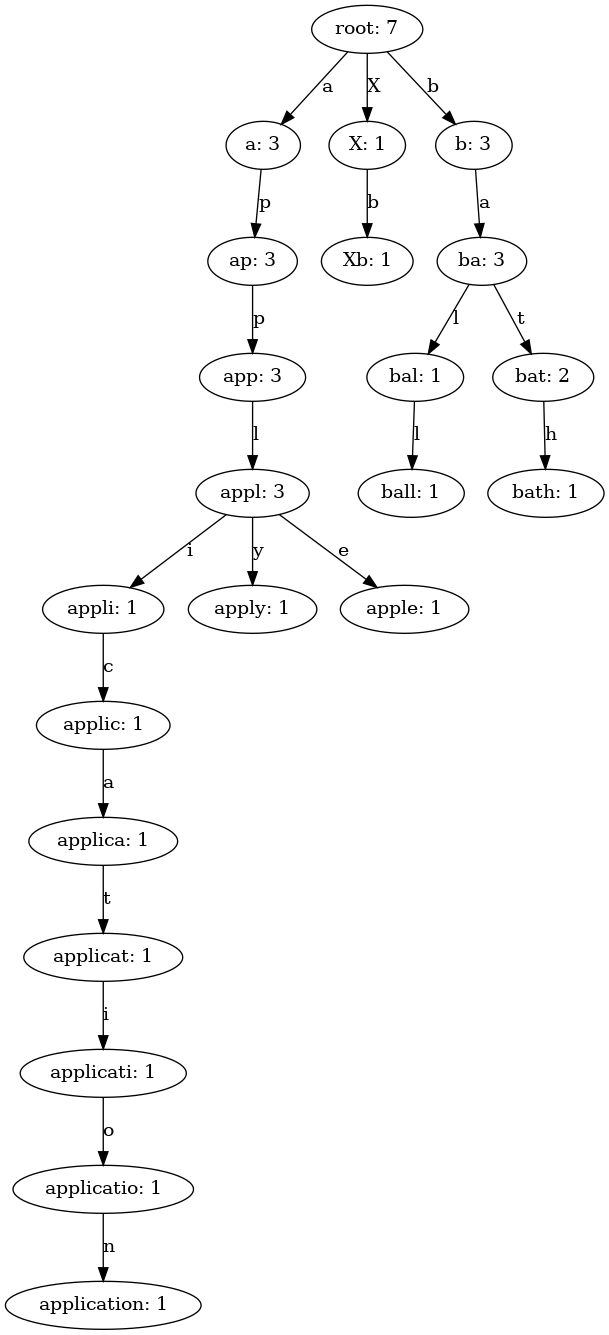 root: 7
a X b
a: 3 X: 1 b: 3
p b a
ap: 3 Xb: 1 ba: 3
p l t
app: 3 bal: 1 bat: 2
l l h
appl: 3 ball: 1 bath: 1
i y e
appli: 1 apply: 1 apple: 1
c
applic: 1
a
applica: 1
t
applicat: 1
i
applicati: 1
o
applicatio: 1
n
application: 1